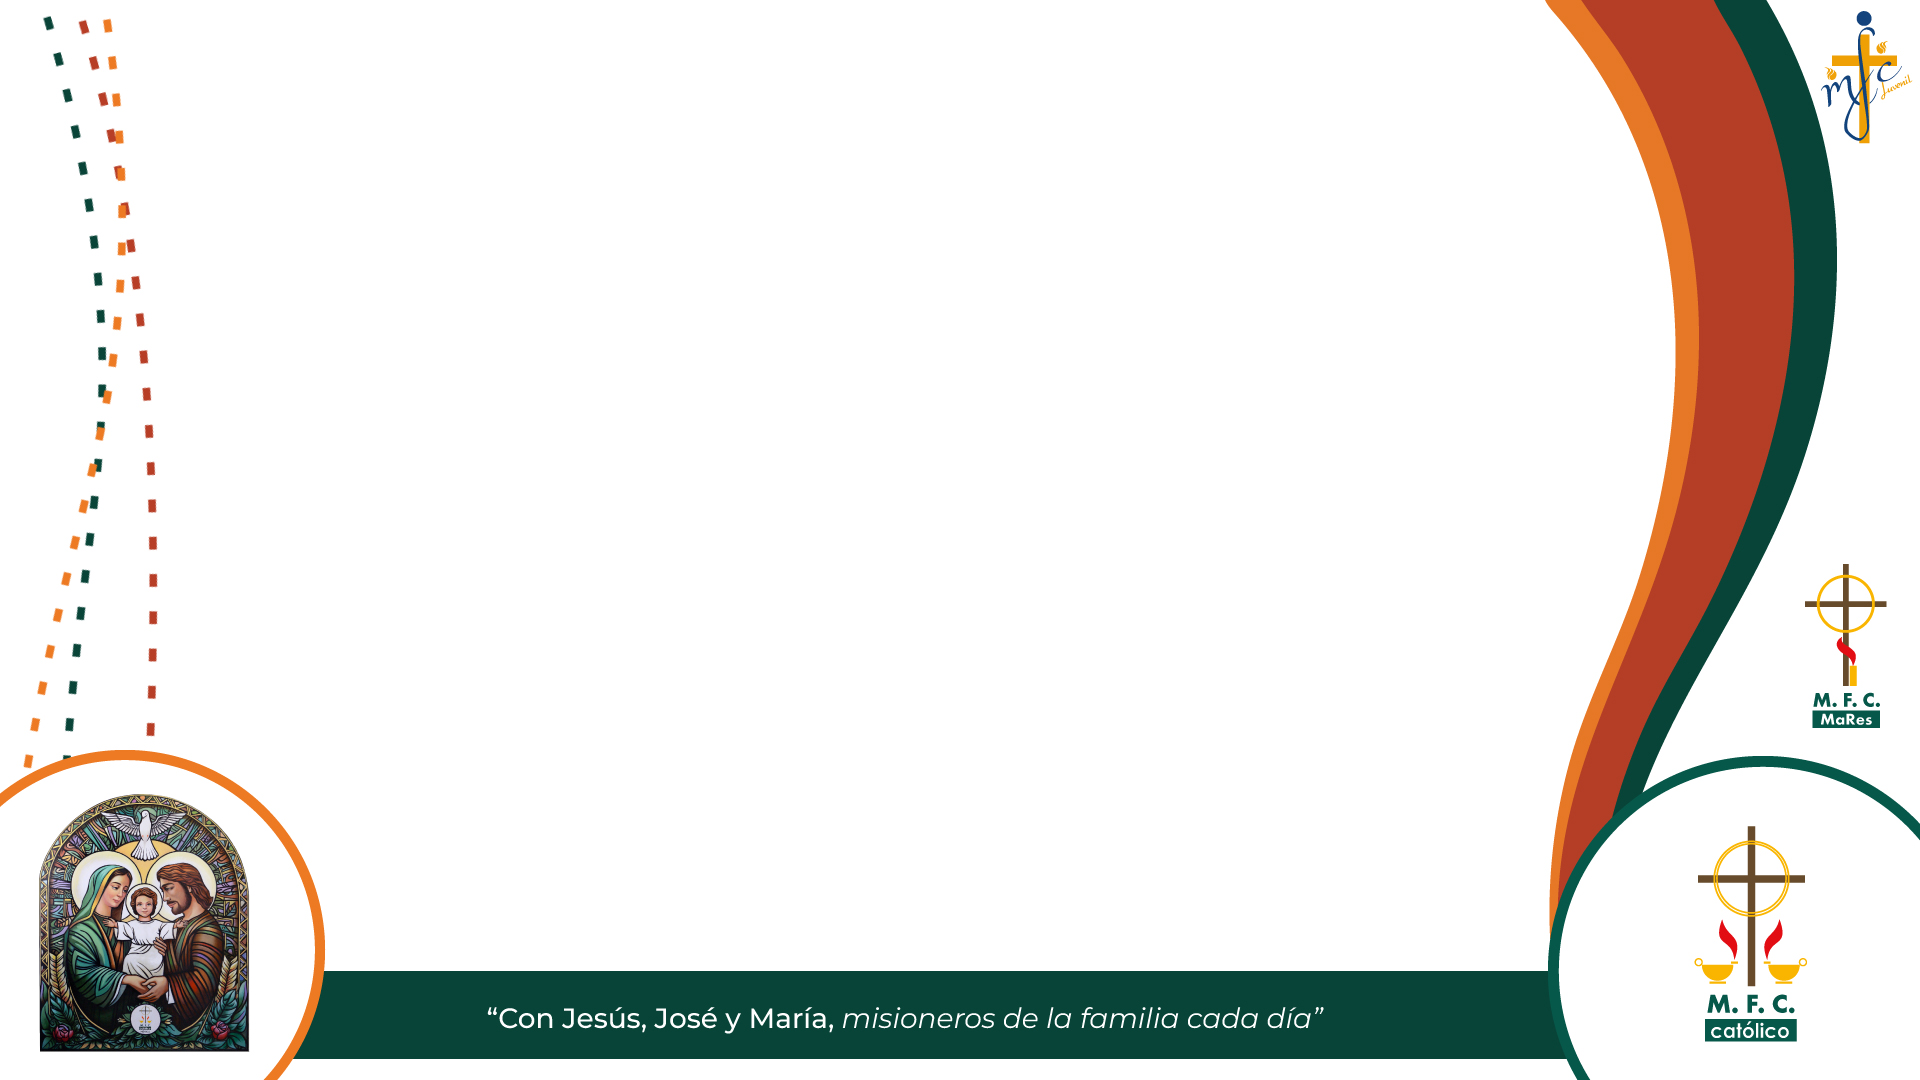 mfc
Juvenil
M. F. C.
MaRes
M. F. C.
católico
“Con Jesús, José y María, misioneros de la familia cada día”